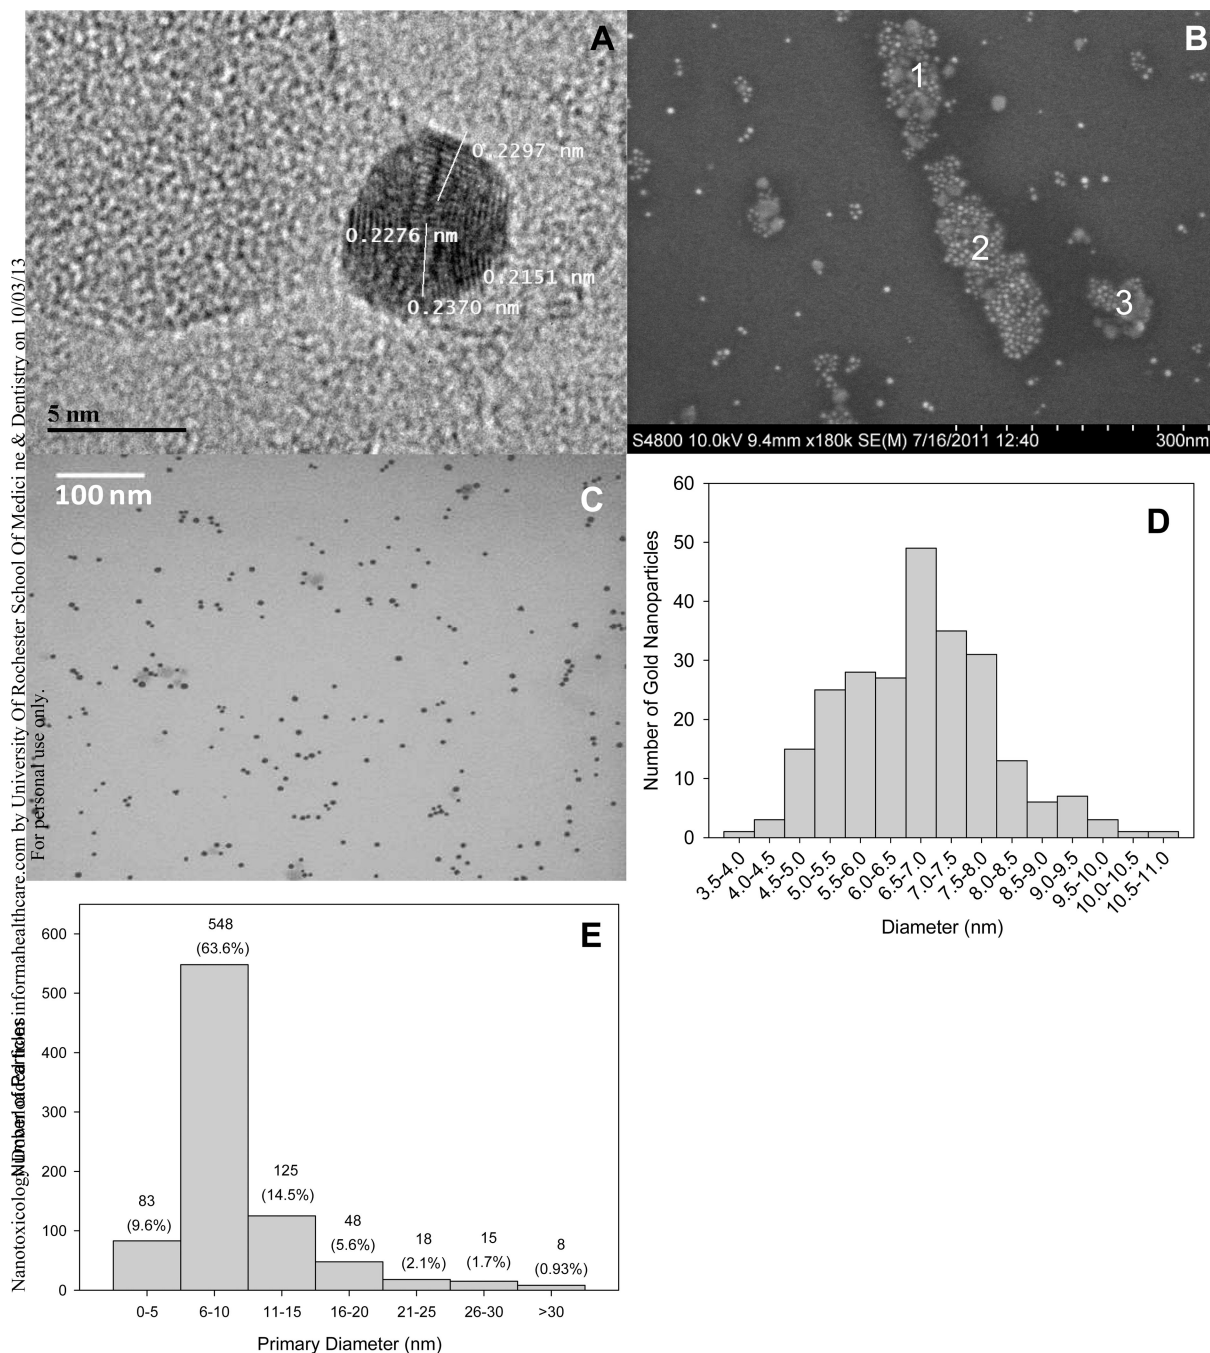 A
0.2297 nm
0.2276 nm
0.2151 nm
0.2370 nm
5 nm
B
1
2
3
S4800 10.0kV 9.4mm x180k SE(M) 7/16/2011 12:40 300nm
100 nm
C
D
Number of Gold Nanoparticles
60
50
40
30
20
10
0
3.5-4.0
4.0-4.5
4.5-5.0
5.0-5.5
5.5-6.0
6.0-6.5
6.5-7.0
7.0-7.5
7.5-8.0
8.0-8.5
8.5-9.0
9.0-9.5
9.5-10.0
10.0-10.5
10.5-11.0
Diameter (nm)
E
Number of Particles
600
500
400
300
200
100
0
83
(9.6%)
548
(63.6%)
125
(14.5%)
48
(5.6%)
18
(2.1%)
15
(1.7%)
8
(0.93%)
0-5
6-10
11-15
16-20
21-25
26-30
>30
Primary Diameter (nm)
Nanotoxicology Downloaded from informahealthcare.com by University Of Rochester School Of Medici ne & Dentistry on 10/03/13
For personal use only.